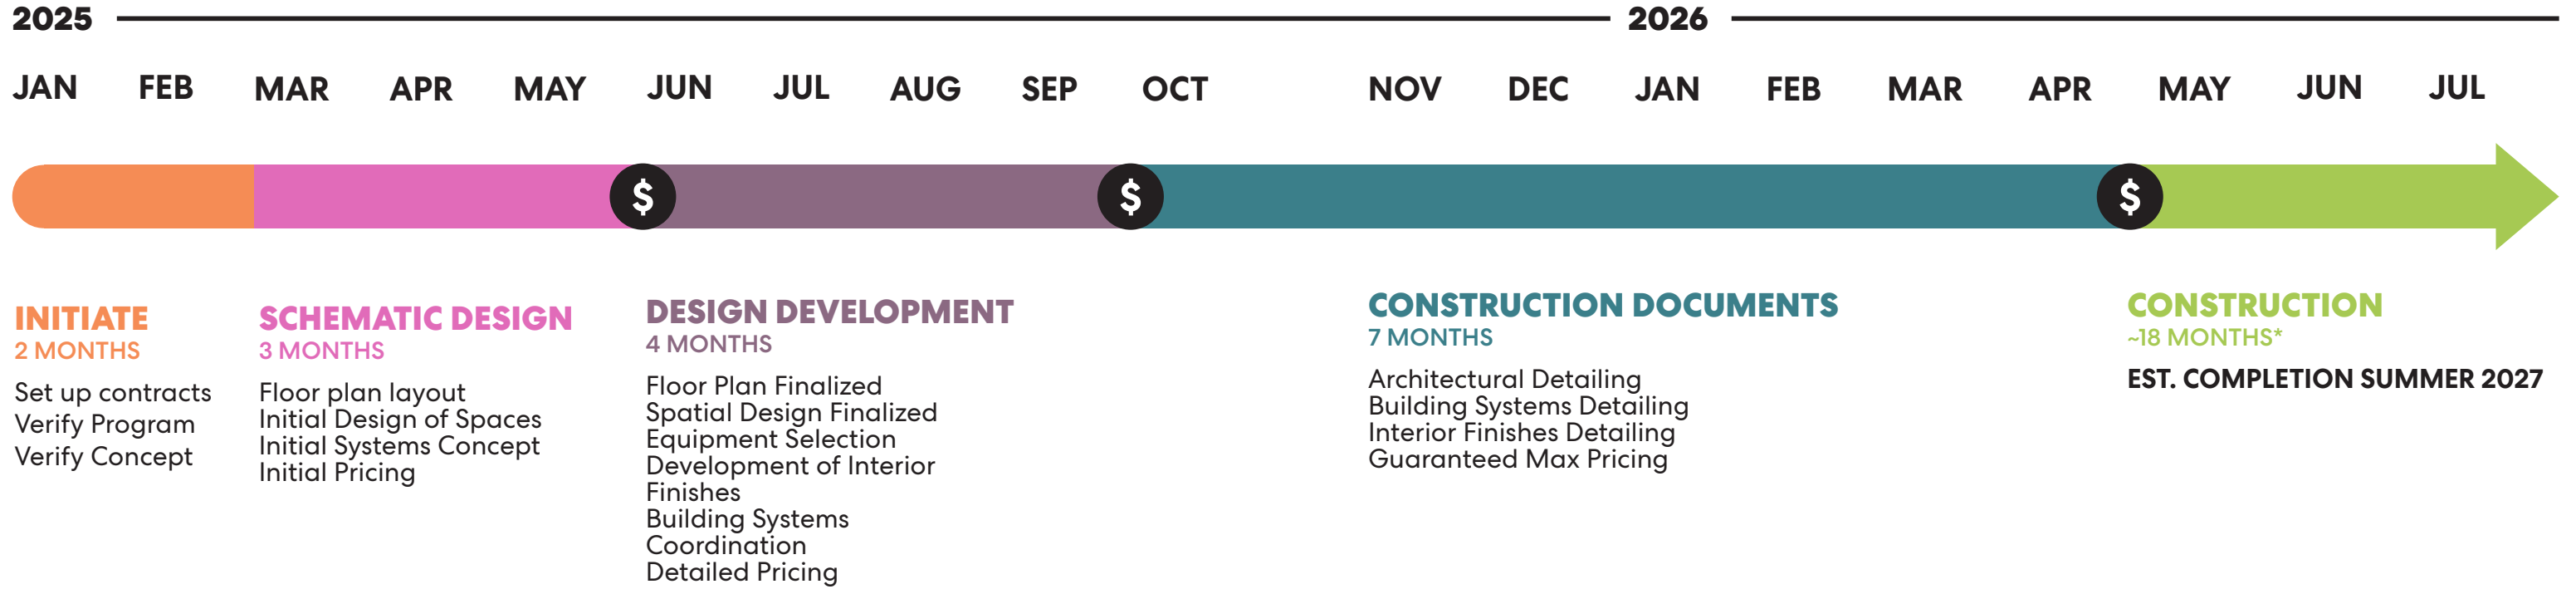 2025 2026
JAN FEB MAR APR MAY JUN JUL AUG SEP OCT NOV DEC JAN FEB MAR APR MAY JUN JUL
$ $ $
INITIATE
2 MONTHS
Set up contracts
Verify Program
Verify Concept
SCHEMATIC DESIGN
3 MONTHS
Floor plan layout
Initial Design of Spaces
Initial Systems Concept
Initial Pricing
DESIGN DEVELOPMENT
4 MONTHS
Floor Plan Finalized
Spatial Design Finalized
Equipment Selection
Development of Interior
Finishes
Building Systems
Coordination
Detailed Pricing
CONSTRUCTION DOCUMENTS
7 MONTHS
Architectural Detailing
Building Systems Detailing
Interior Finishes Detailing
Guaranteed Max Pricing
CONSTRUCTION
~18 MONTHS*
EST. COMPLETION SUMMER 2027